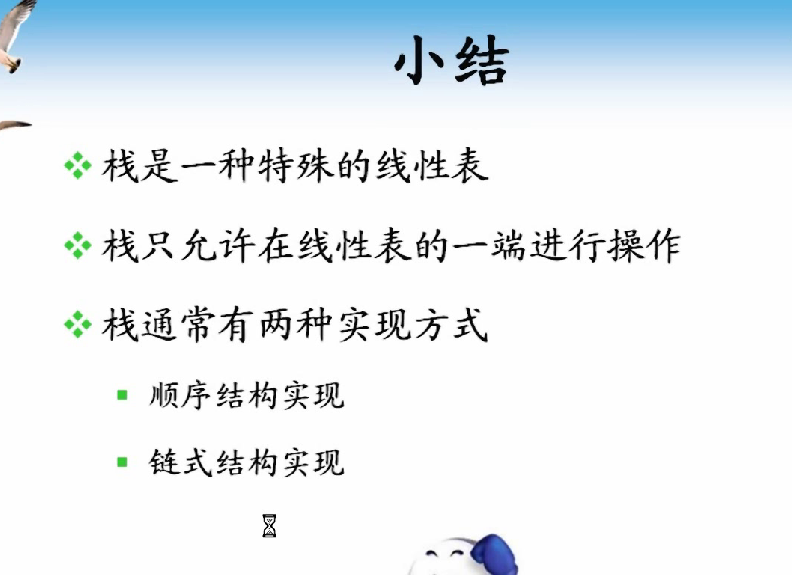 小结
栈是一种特殊的线性表
栈只允许在线性表的一端进行操作
栈通常有两种实现方式
顺序结构实现
链式结构实现